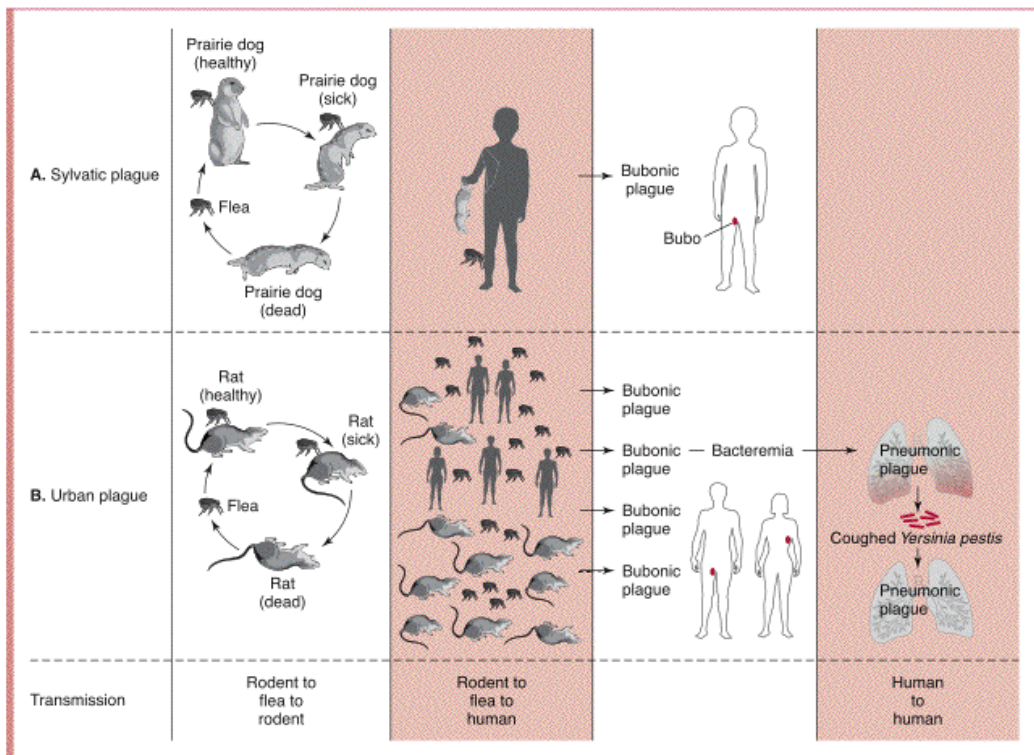 Prairie dog
(healthy)
Prairie dog
(sick)
A. Sylvatic plague
Flea
Prairie dog
(dead)
Bubonic
plague
Bubo
Rat
(healthy)
Rat
(sick)
B. Urban plague
Flea
Rat
(dead)
Bubonic
plague
Bubonic
plague
Bacteremia
Bubonic
plague
Bubonic
plague
Pneumonic
plague
Coughed Yersinia pestis
Pneumonic
plague
Transmission
Rodent to
flea to
rodent
Rodent to
flea to
human
Human
to
human